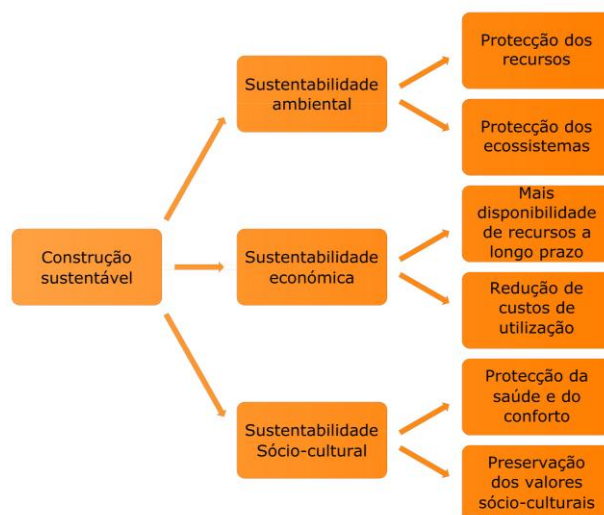 Construção
sustentável
Sustentabilidade
ambiental
Protecção dos
recursos
Protecção dos
ecossistemas
Sustentabilidade
económica
Mais
disponibilidade
de recursos a
longo prazo
Redução de
custos de
utilização
Sustentabilidade
Sócio-cultural
Protecção da
saúde e do
conforto
Preservação
dos valores
sócio-culturais